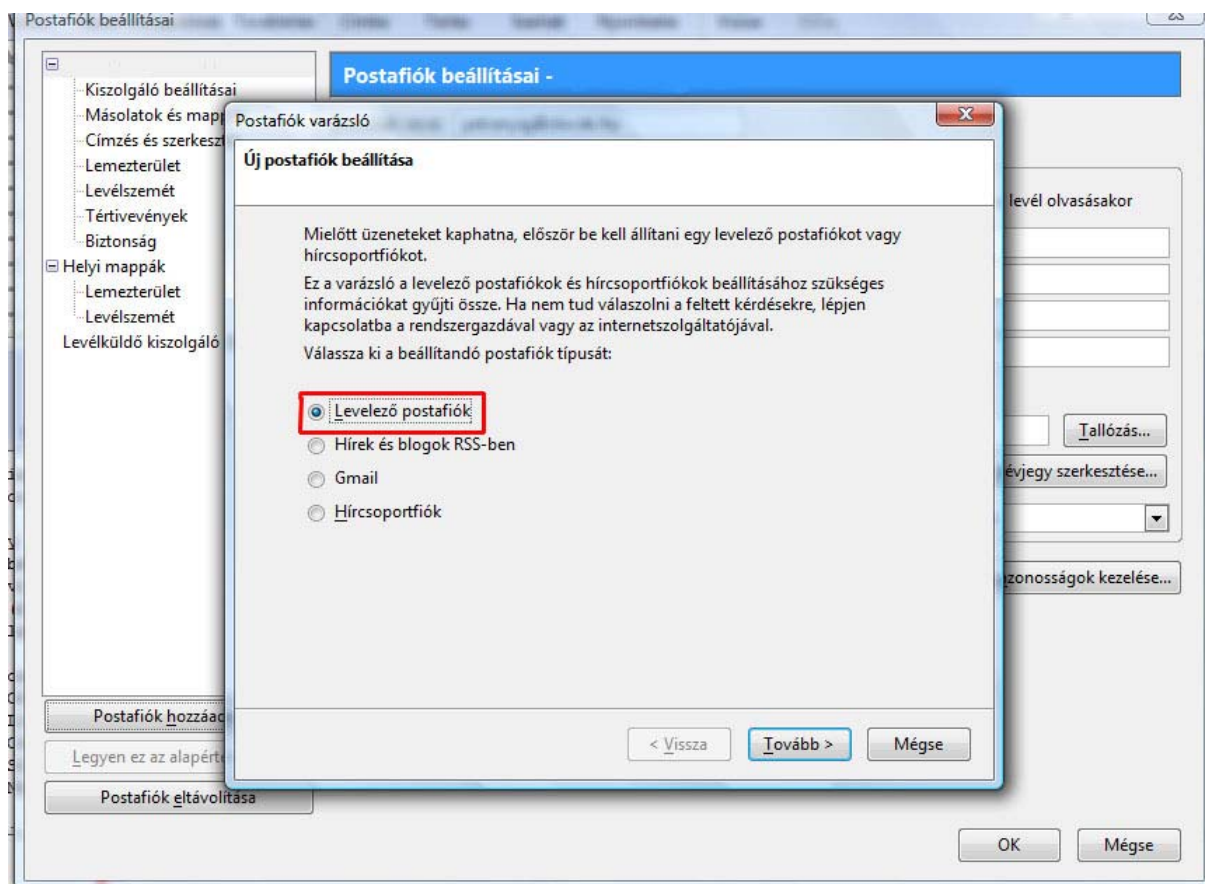 Postafiók beállításai
Postafiók beállításai -
Kiszolgáló beállításai
Másolatok és
Címzés és
Lemezterület
Levélszemét
Tértivevények
Biztonság
Helyi mappák
Lemezterület
Levélszemét
Levélküldő kiszolgáló
Postafiók
Legyen ez az
Postafiók eltávolítása
Postafiók varázsló
Új postafiók beállítása
Mielőtt üzeneteket kaphatna, először be kell állítani egy levelező postafiókot vagy
hírcsoportfiókot.
Ez a varázsló a levelező postafiókok és hírcsoportfiókok beállításához szükséges
információkat gyűjti össze. Ha nem tud válaszolni a feltett kérdésekre, lépjen
kapcsolatba a rendszergazdával vagy az internetszolgáltatójával.
Válassza ki a beállítandó postafiók típusát:
Levelező postafiók
Hírek és blogok RSS-ben
Gmail
Hírcsoportfiók
< Vissza
Tovább >
Mégse
levél olvasásakor
Tallózás...
évjegy szerkesztése...
zonosságok kezelése...
OK
Mégse